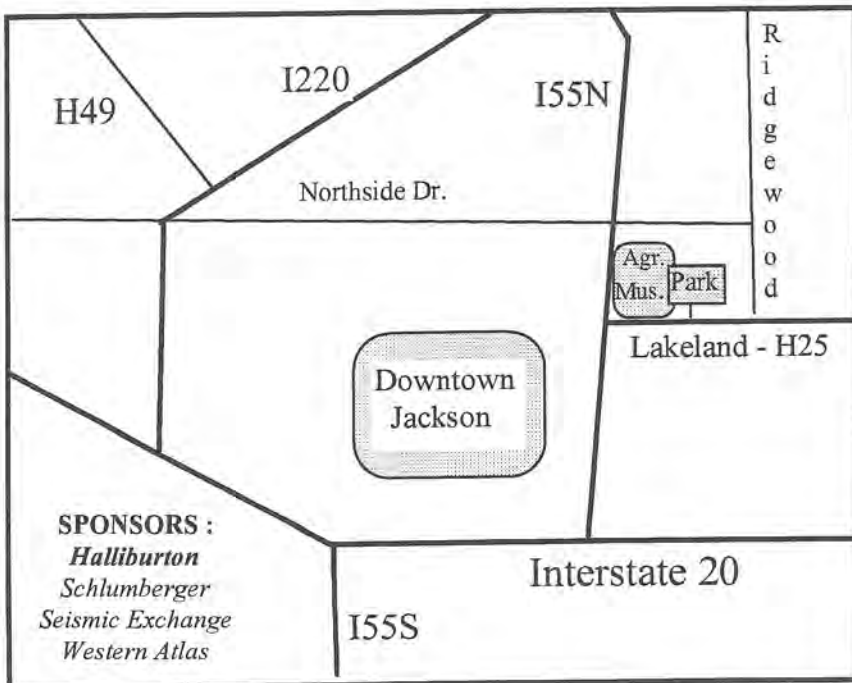 H49
I220
I55N
Ridgewood
Northside Dr.
Agr.
Mus.
Park
Lakeland - H25
Downtown
Jackson
SPONSORS :
Halliburton
Schlumberger
Seismic Exchange
Western Atlas
Interstate 20
I55S